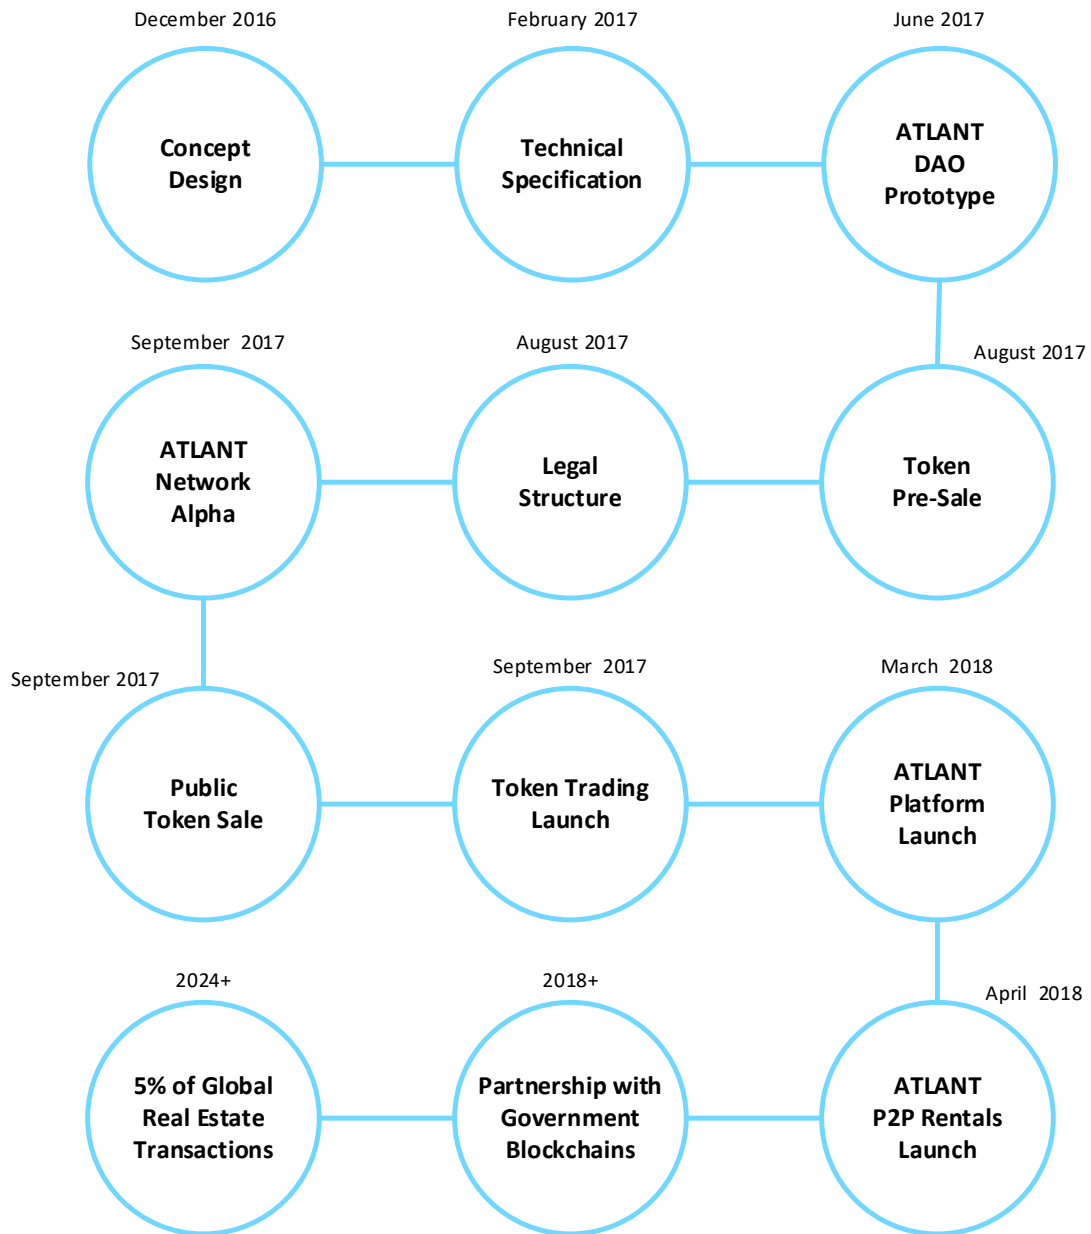 December 2016
Concept
Design
February 2017
Technical
Specification
June 2017
ATLANT
DAO
Prototype
August 2017
Token
Pre-Sale
August 2017
Legal
Structure
September 2017
ATLANT
Network
Alpha
September 2017
Public
Token Sale
September 2017
Token Trading
Launch
March 2018
ATLANT
Platform
Launch
April 2018
ATLANT
P2P Rentals
Launch
2018+
Partnership with
Government
Blockchains
2024+
5% of Global
Real Estate
Transactions